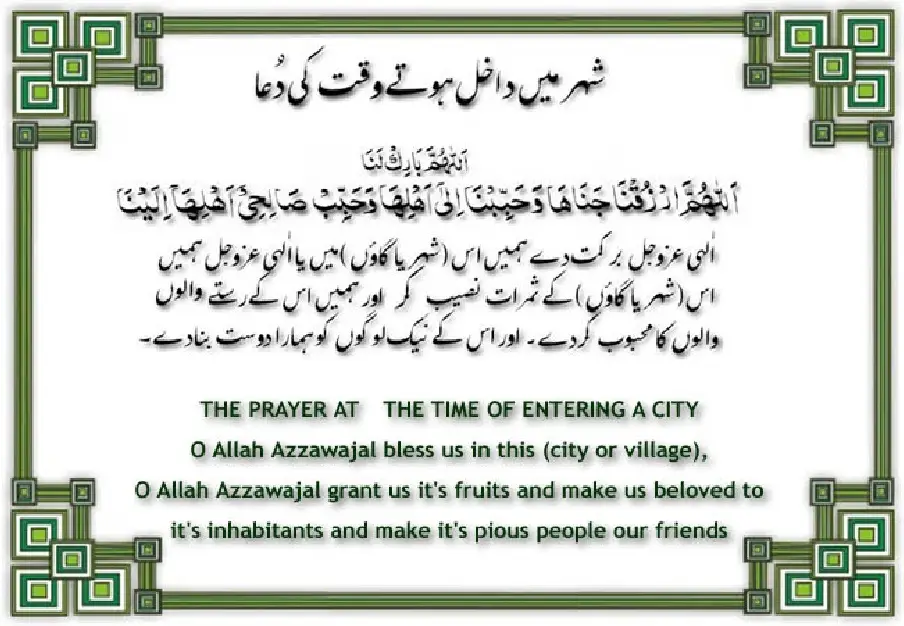 شہر میں داخل ہوتے وقت کی دُعا
اَللّٰهُمَّ بَارِكْ لَنَا
اَللّٰهُمَّ ارْزُقْنَا جَنَاهَا وَحَبِّبْنَا اِلٰى اَهْلِهَا وَحَبِّبْ صَالِحِىْ اَهْلِهَا اِلَيْنَا
الٰہی عزوجل برکت دے ہمیں اس (شہر یا گاؤں) میں یا الٰہی عزوجل ہمیں
اس (شہر یا گاؤں) کے ثمرات نصیب کر اور ہمیں اس کے رستے والوں
والوں کا محبوب کردے۔ اور اس کے نیک لوگوں کو ہمارا دوست بنادے۔
THE PRAYER AT THE TIME OF ENTERING A CITY
O Allah Azzawajal bless us in this (city or village),
O Allah Azzawajal grant us it's fruits and make us beloved to
it's inhabitants and make it's pious people our friends